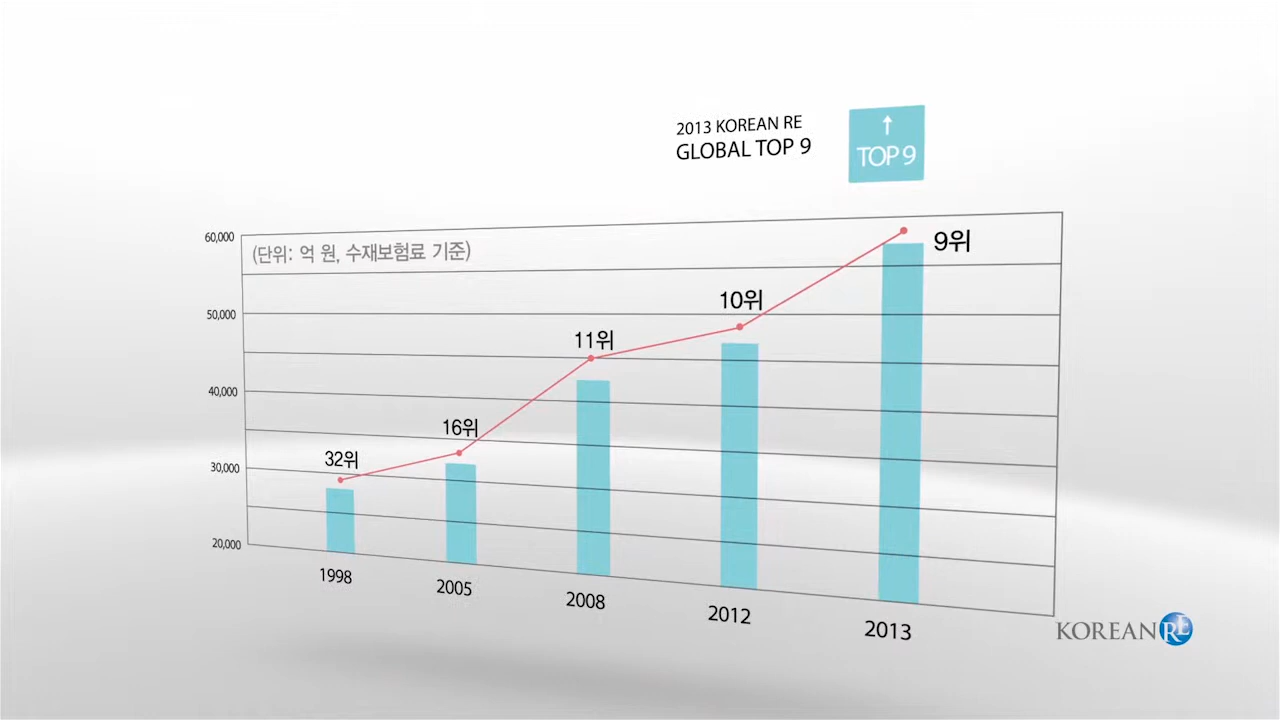 2013 KOREAN RE
GLOBAL TOP 9
TOP 9
(단위: 억 원, 수재보험료 기준)
60,000
50,000
40,000
30,000
20,000
32위
16위
11위
10위
9위
1998
2005
2008
2012
2013
KOREAN RE